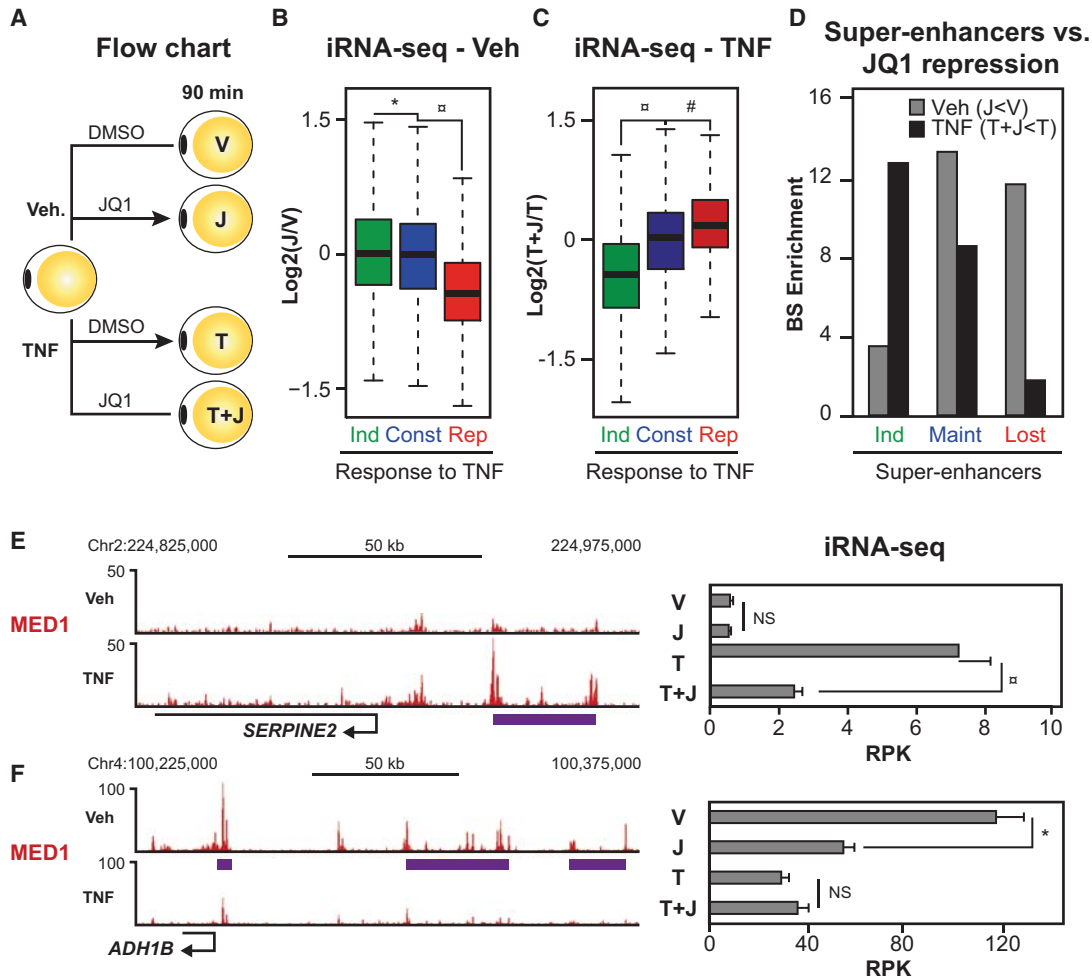 A
Flow chart
90 min
DMSO
V
Veh.
JQ1
J
DMSO
TNF
T
JQ1
T+J
B
iRNA-seq - Veh
Log2(J/V)
1.5
0
−1.5
*
¤
Ind Const Rep
Response to TNF
C
iRNA-seq - TNF
Log2(T+J/T)
1.5
0
-1.5
¤
#
Ind Const Rep
Response to TNF
D
Super-enhancers vs.
JQ1 repression
BS Enrichment
16
12
8
4
0
Veh (J<V)
TNF (T+J<T)
Ind Maint Lost
Super-enhancers
E
Chr2:224,825,000
50 kb
224,975,000
MED1
50
Veh
50
TNF
SERPINE2
iRNA-seq
V
J
T
T+J
NS
¤
0 2 4 6 8 10
RPK
F
Chr4:100,225,000
50 kb
100,375,000
MED1
100
Veh
100
TNF
ADH1B
V
J
T
T+J
*
NS
0 40 80 120
RPK